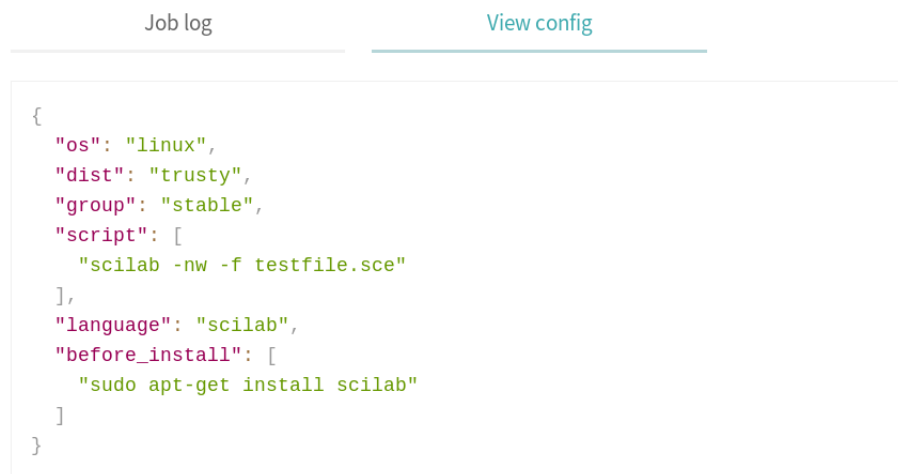 Job log
View config
{
  "os": "linux",
  "dist": "trusty",
  "group": "stable",
  "script": [
    "scilab -nw -f testfile.sce"
  ],
  "language": "scilab",
  "before_install": [
    "sudo apt-get install scilab"
  ]
}